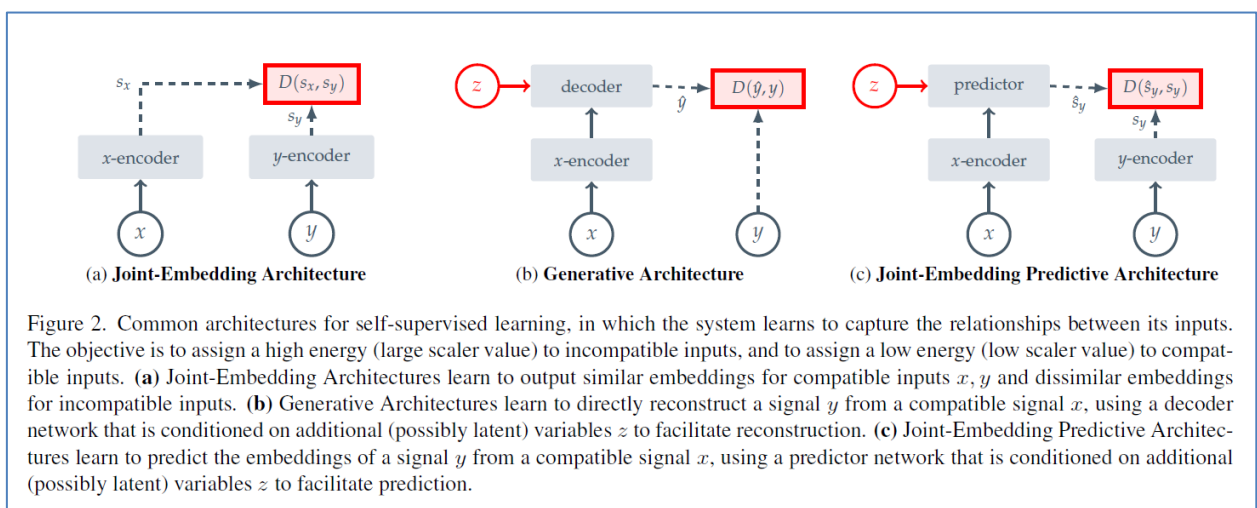 s_x
D(s_x, s_y)
s_y
x-encoder
y-encoder
x
y
(a) Joint-Embedding Architecture
z
decoder
ŷ
D(ŷ, y)
x-encoder
x
y
(b) Generative Architecture
z
predictor
ŝ_y
D(ŝ_y, s_y)
s_y
x-encoder
y-encoder
x
y
(c) Joint-Embedding Predictive Architecture
Figure 2. Common architectures for self-supervised learning, in which the system learns to capture the relationships between its inputs.
The objective is to assign a high energy (large scaler value) to incompatible inputs, and to assign a low energy (low scaler value) to compat-
ible inputs. (a) Joint-Embedding Architectures learn to output similar embeddings for compatible inputs x, y and dissimilar embeddings
for incompatible inputs. (b) Generative Architectures learn to directly reconstruct a signal y from a compatible signal x, using a decoder
network that is conditioned on additional (possibly latent) variables z to facilitate reconstruction. (c) Joint-Embedding Predictive Architec-
tures learn to predict the embeddings of a signal y from a compatible signal x, using a predictor network that is conditioned on additional
(possibly latent) variables z to facilitate prediction.